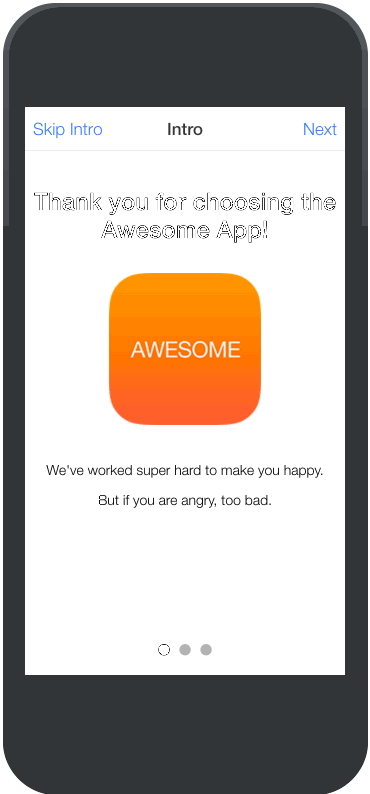 Skip Intro Intro Next
Thank you for choosing the
Awesome App!
AWESOME
We've worked super hard to make you happy.
But if you are angry, too bad.